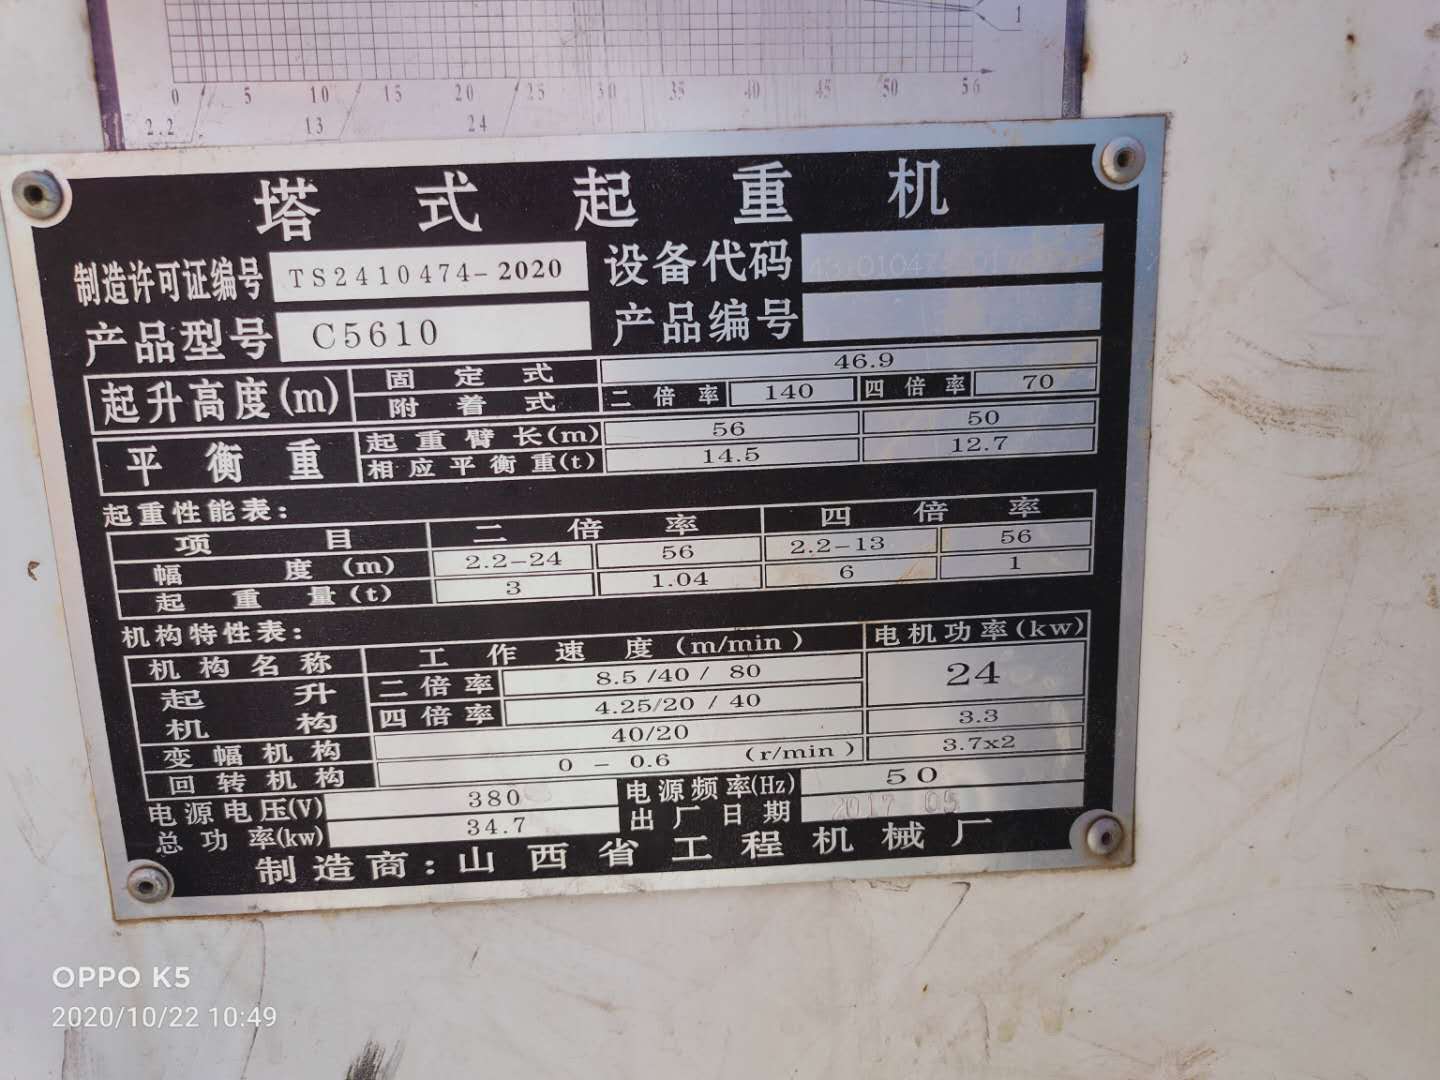 1
0 5 10 15 20 25 30 35 40 45 50 56
2.2 13 24
塔式起重机
制造许可证编号 TS2410474-2020 设备代码
产品型号 C5610 产品编号
起升高度(m) 固定式 46.9
附着式 二倍率 140 四倍率 70
平衡重 起重臂长(m) 56 50
相应平衡重(t) 14.5 12.7
起重性能表:
项目 二倍率 四倍率
幅度(m) 2.2-24 56 2.2-13 56
起重量(t) 3 1.04 6 1
机构特性表:
机构名称 工作速度(m/min) 电机功率(kw)
起升机构 二倍率 8.5/40/80 24
四倍率 4.25/20/40
变幅机构 40/20 3.3
回转机构 0-0.6 (r/min) 3.7x2
电源电压(V) 380 电源频率(Hz) 50
总功率(kw) 34.7 出厂日期 2017 05
制造商:山西省工程机械厂
OPPO K5
2020/10/22 10:49